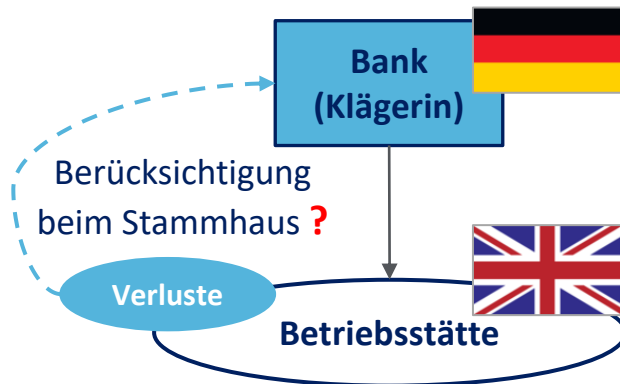 Bank
(Klägerin)
Berücksichtigung
beim Stammhaus ?
Verluste
Betriebsstätte